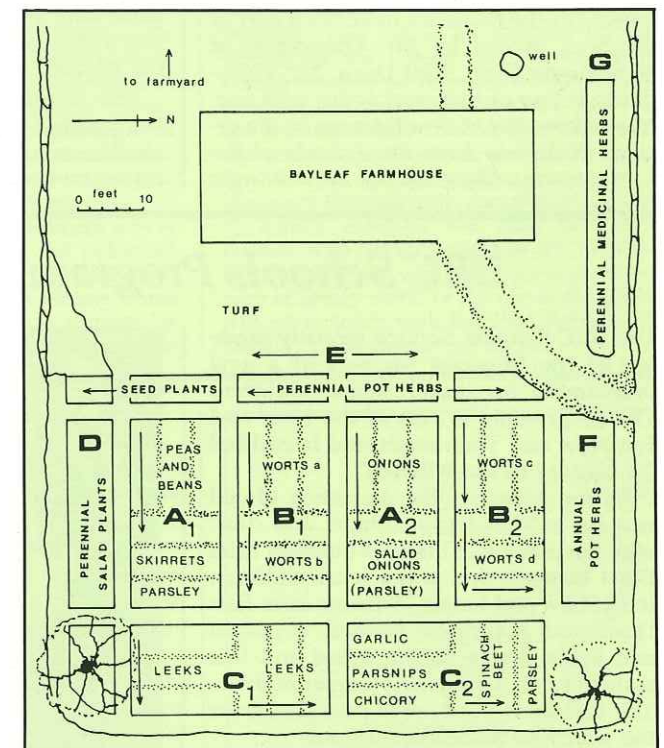 to farmyard
N
feet
0 10
well
G
BAYLEAF FARMHOUSE
PERENNIAL MEDICINAL HERBS
TURF
E
SEED PLANTS
PERENNIAL POT HERBS
D
PERENNIAL
SALAD PLANTS
PEAS
AND
BEANS
A1
SKIRRETS
PARSLEY
WORTS a
B1
WORTS b
ONIONS
A2
SALAD
ONIONS
(PARSLEY)
WORTS c
B2
WORTS d
F
ANNUAL
POT HERBS
LEEKS
LEEKS
C1
GARLIC
PARSNIPS
CHICORY
C2
SPINACH
BEET
PARSLEY